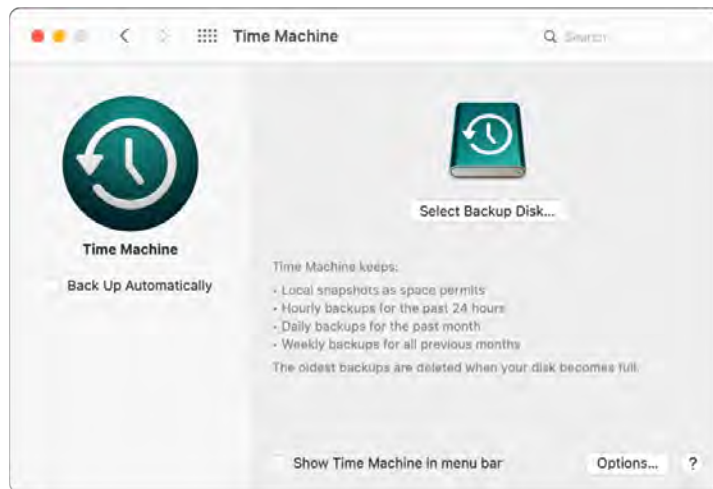 Time Machine
Search
Select Backup Disk...
Time Machine
Back Up Automatically
Time Machine keeps:
• Local snapshots as space permits
• Hourly backups for the past 24 hours
• Daily backups for the past month
• Weekly backups for all previous months
The oldest backups are deleted when your disk becomes full.
Show Time Machine in menu bar
Options...
?